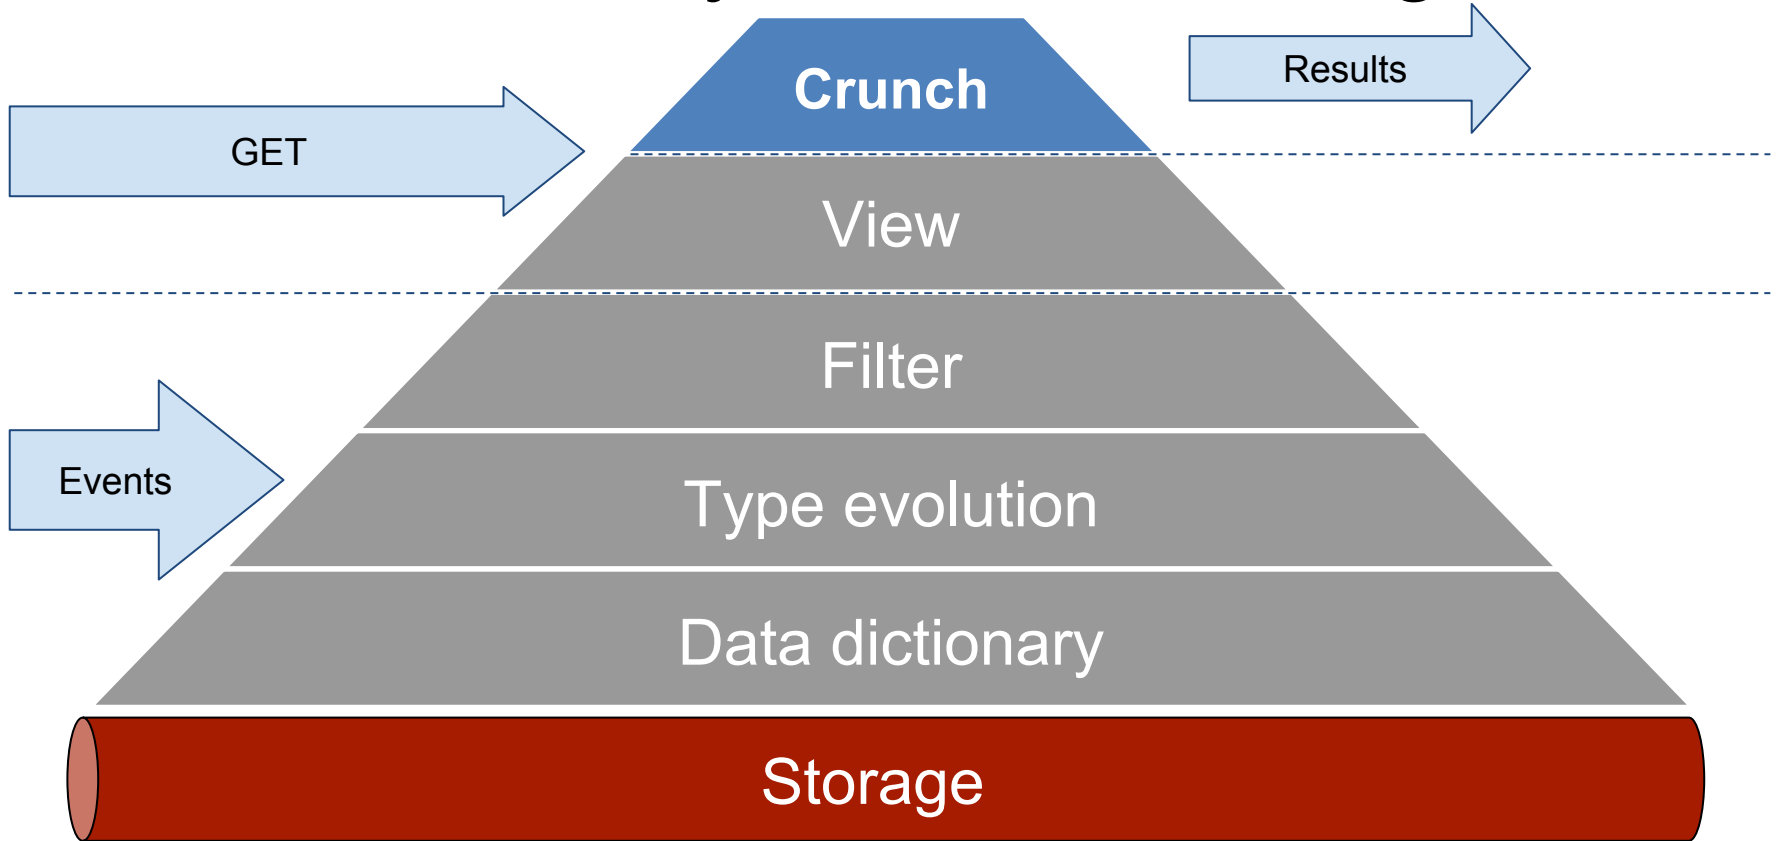 Crunch
Results
GET
View
Filter
Events
Type evolution
Data dictionary
Storage